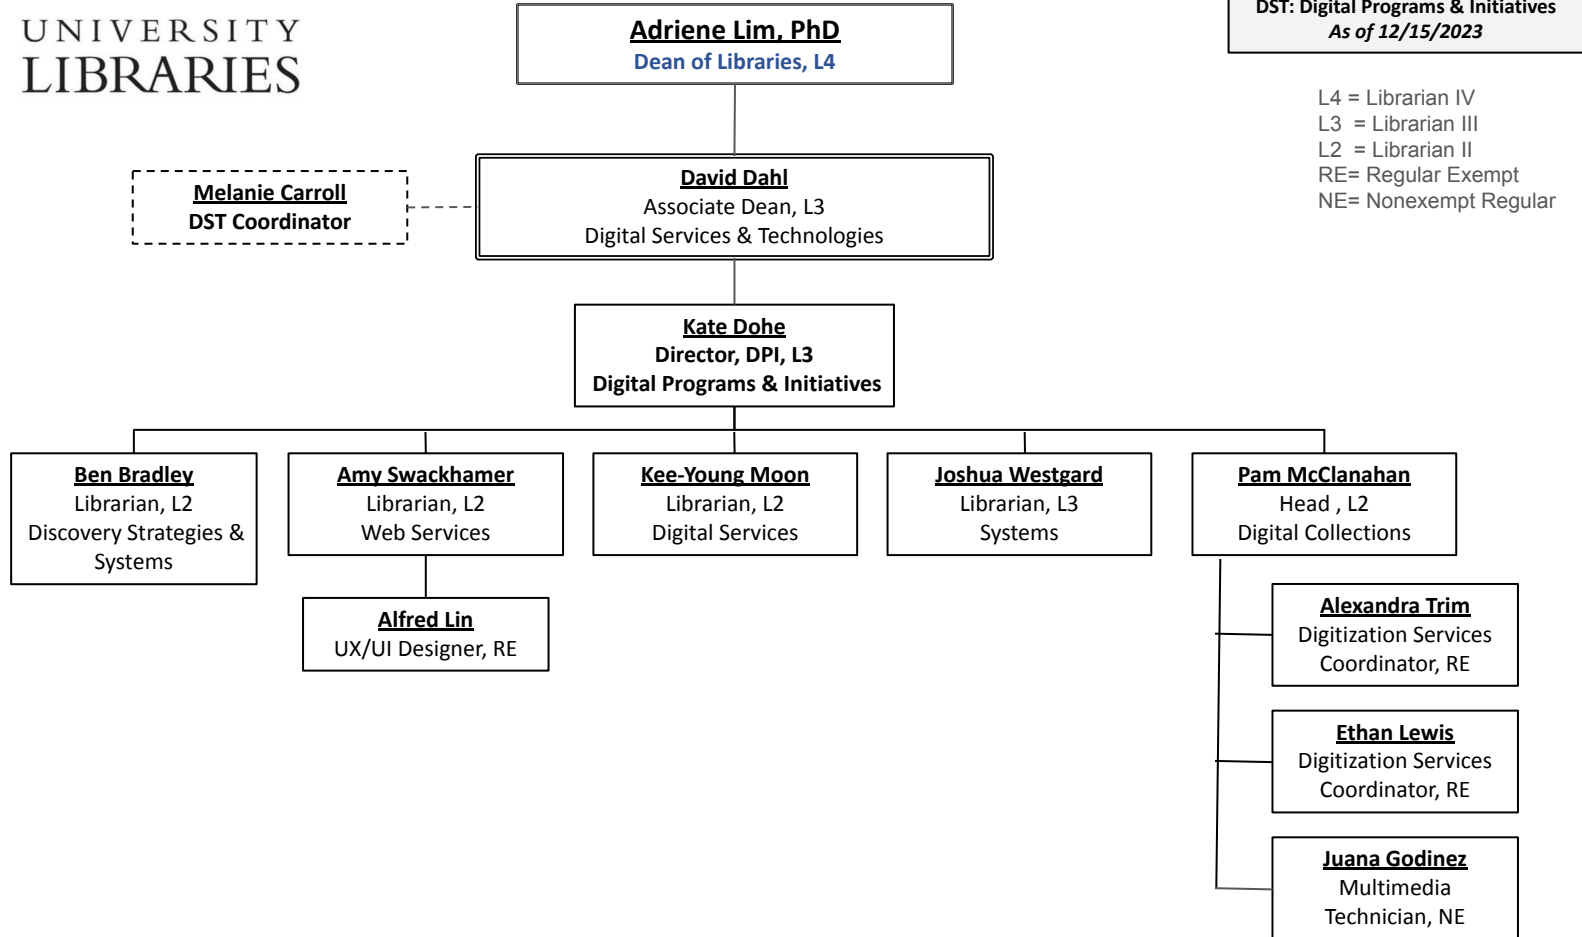 UNIVERSITY
LIBRARIES
Adriene Lim, PhD
Dean of Libraries, L4
DST: Digital Programs & Initiatives
As of 12/15/2023
L4 = Librarian IV
L3 = Librarian III
L2 = Librarian II
RE= Regular Exempt
NE= Nonexempt Regular
Melanie Carroll
DST Coordinator
David Dahl
Associate Dean, L3
Digital Services & Technologies
Kate Dohe
Director, DPI, L3
Digital Programs & Initiatives
Ben Bradley
Librarian, L2
Discovery Strategies &
Systems
Amy Swackhamer
Librarian, L2
Web Services
Kee-Young Moon
Librarian, L2
Digital Services
Joshua Westgard
Librarian, L3
Systems
Pam McClanahan
Head , L2
Digital Collections
Alfred Lin
UX/UI Designer, RE
Alexandra Trim
Digitization Services
Coordinator, RE
Ethan Lewis
Digitization Services
Coordinator, RE
Juana Godinez
Multimedia
Technician, NE